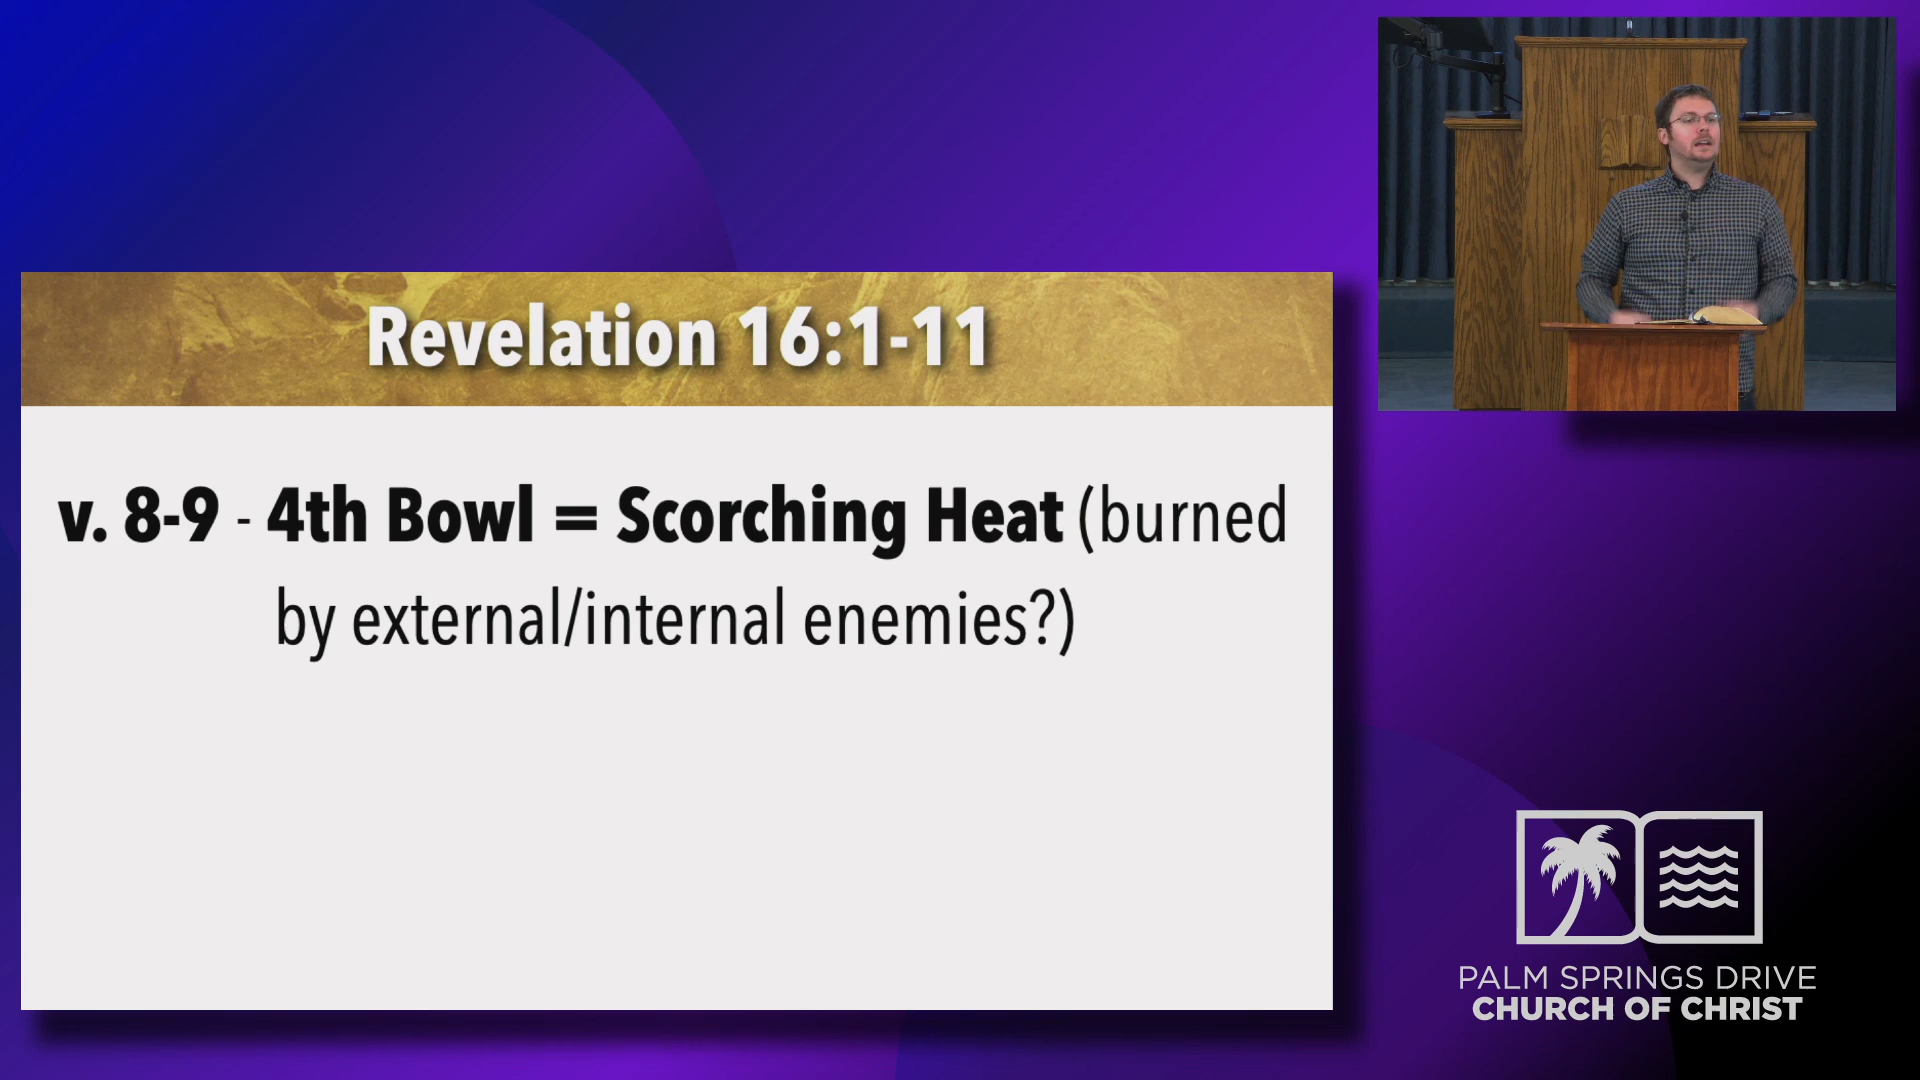 Revelation 16:1-11
v. 8-9 - 4th Bowl = Scorching Heat (burned
by external/internal enemies?)
PALM SPRINGS DRIVE
CHURCH OF CHRIST